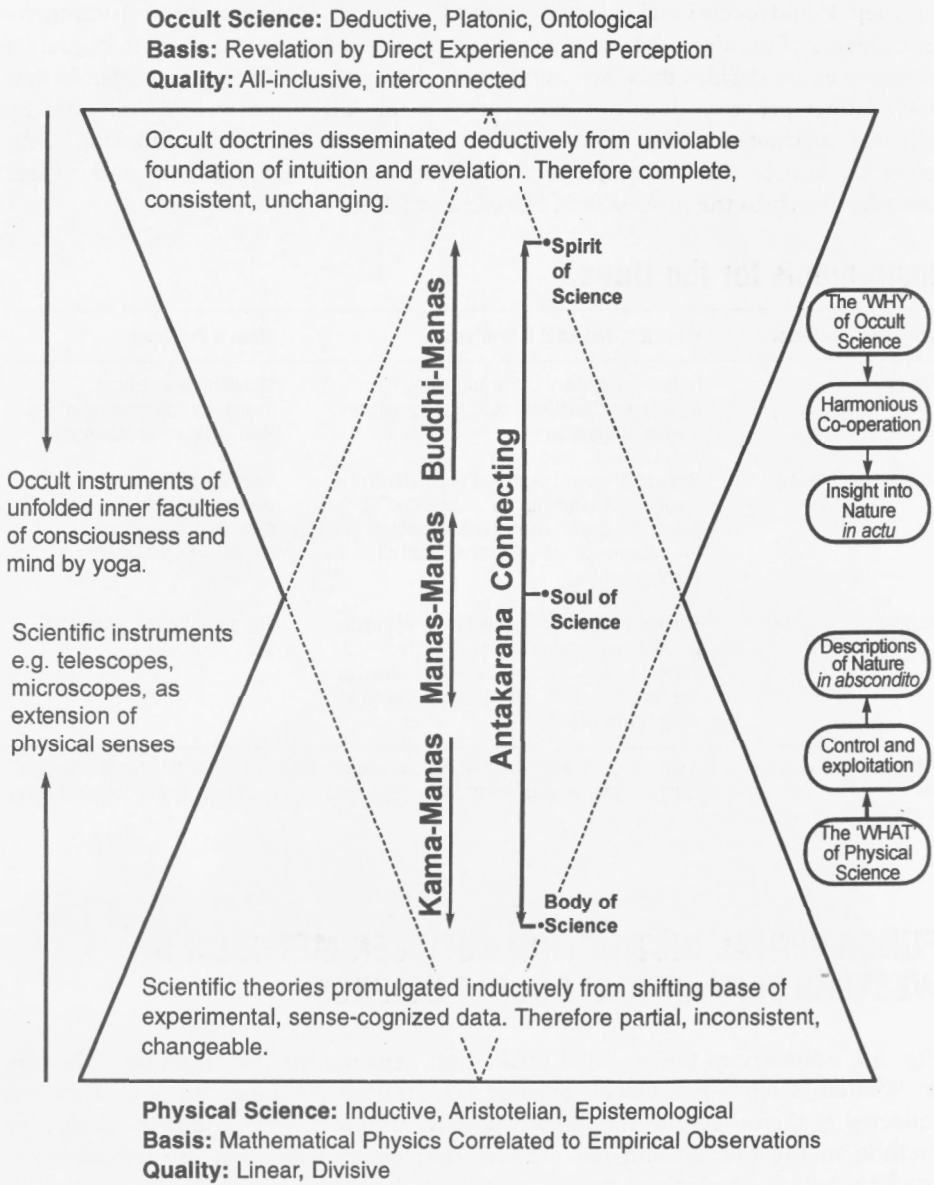 Occult Science: Deductive, Platonic, Ontological
Basis: Revelation by Direct Experience and Perception
Quality: All-inclusive, interconnected
Occult doctrines disseminated deductively from unviolable
foundation of intuition and revelation. Therefore complete,
consistent, unchanging.
Spirit
of
Science
Buddhi-Manas
Manas-Manas
Kama-Manas
Antakarana Connecting
Soul of
Science
Body of
Science
The 'WHY'
of Occult
Science
Harmonious
Co-operation
Insight into
Nature
in actu
Occult instruments of
unfolded inner faculties
of consciousness and
mind by yoga.
Scientific instruments
e.g. telescopes,
microscopes, as
extension of
physical senses
Descriptions
of Nature
in abscondito
Control and
exploitation
The 'WHAT'
of Physical
Science
Scientific theories promulgated inductively from shifting base of
experimental, sense-cognized data. Therefore partial, inconsistent,
changeable.
Physical Science: Inductive, Aristotelian, Epistemological
Basis: Mathematical Physics Correlated to Empirical Observations
Quality: Linear, Divisive